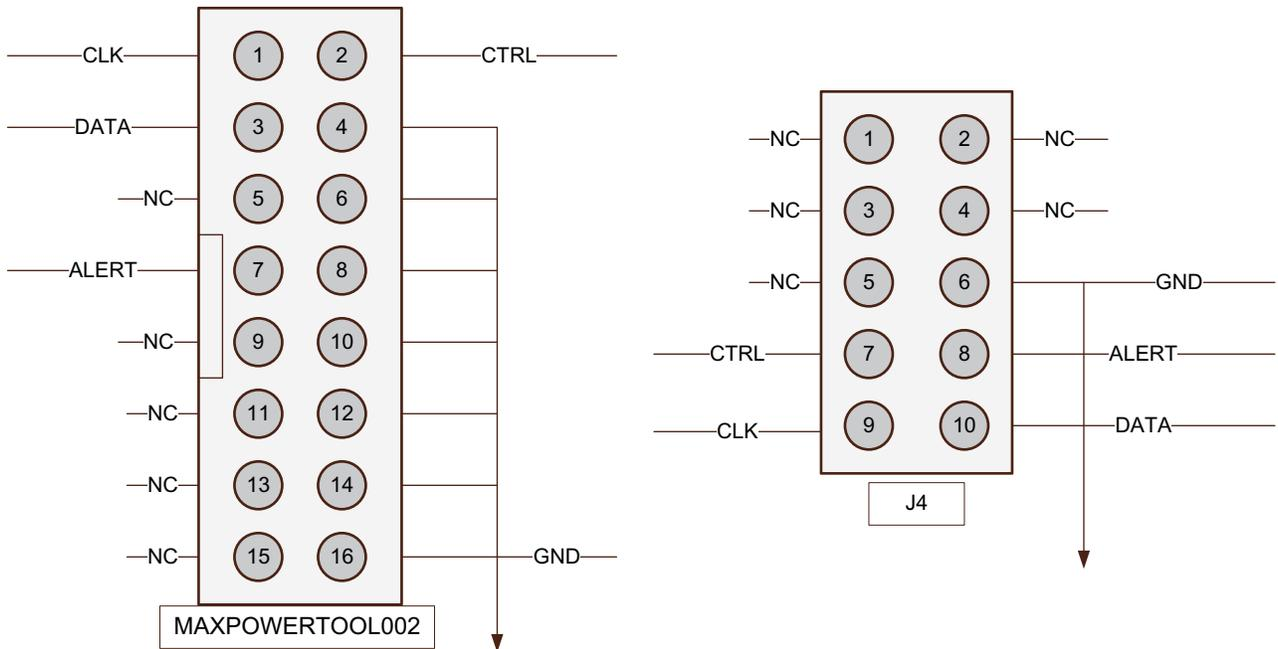 CLK 1 2 CTRL
DATA 3 4
NC 5 6
ALERT 7 8
NC 9 10
NC 11 12
NC 13 14
NC 15 16 GND
MAXPOWERTOOL002
NC 1 2 NC
NC 3 4 NC
NC 5 6 GND
CTRL 7 8 ALERT
CLK 9 10 DATA
J4